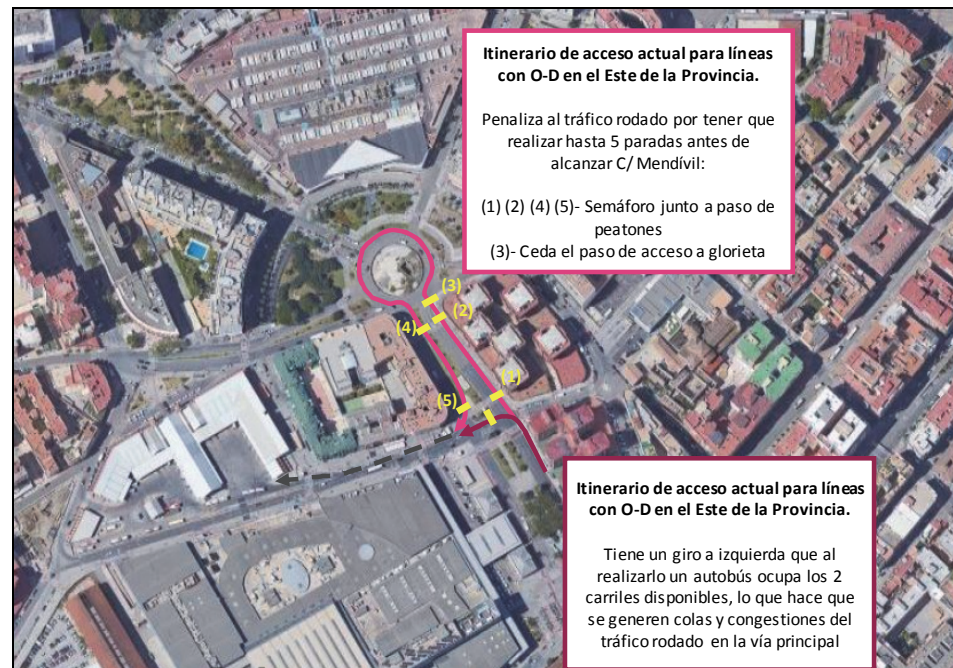 Itinerario de acceso actual para líneas
con O-D en el Este de la Provincia.
Penaliza al tráfico rodado por tener que
realizar hasta 5 paradas antes de
alcanzar C/ Mendívil:
(1) (2) (4) (5)- Semáforo junto a paso de
peatones
(3)- Ceda el paso de acceso a glorieta
(3)
(2)
(4)
(1)
(5)
Itinerario de acceso actual para líneas
con O-D en el Este de la Provincia.
Tiene un giro a izquierda que al
realizarlo un autobús ocupa los 2
carriles disponibles, lo que hace que
se generen colas y congestiones del
tráfico rodado en la vía principal